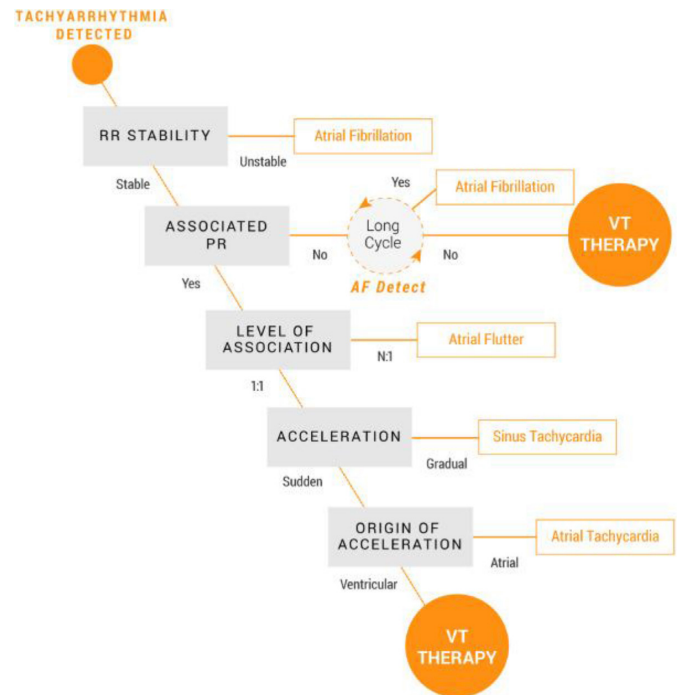 TACHYARRHYTHMIA
DETECTED
RR STABILITY
Atrial Fibrillation
Unstable
Stable
Yes
Atrial Fibrillation
ASSOCIATED
PR
Long
Cycle
VT
THERAPY
No
No
AF Detect
Yes
LEVEL OF
ASSOCIATION
Atrial Flutter
N:1
1:1
ACCELERATION
Sinus Tachycardia
Gradual
Sudden
ORIGIN OF
ACCELERATION
Atrial Tachycardia
Atrial
Ventricular
VT
THERAPY